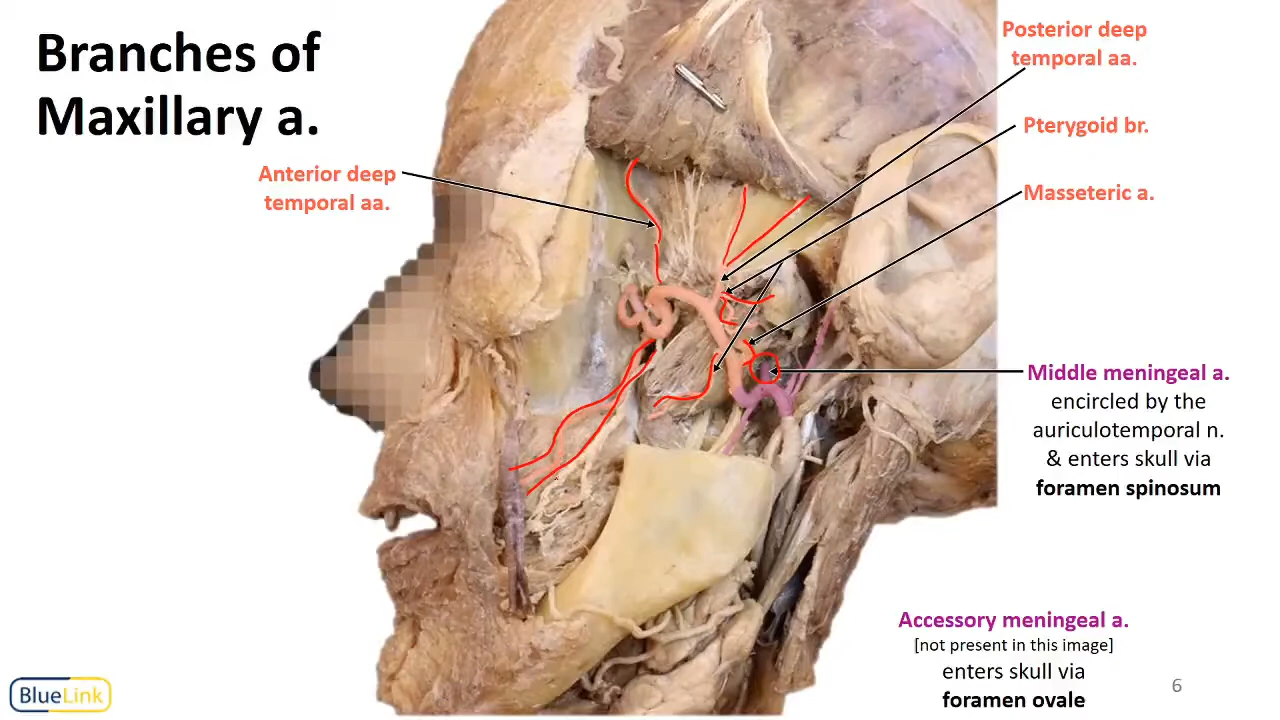 Branches of
Maxillary a.
Anterior deep
temporal aa.
Posterior deep
temporal aa.
Pterygoid br.
Masseteric a.
Middle meningeal a.
encircled by the
auriculotemporal n.
& enters skull via
foramen spinosum
Accessory meningeal a.
[not present in this image]
enters skull via
foramen ovale
6
BlueLink